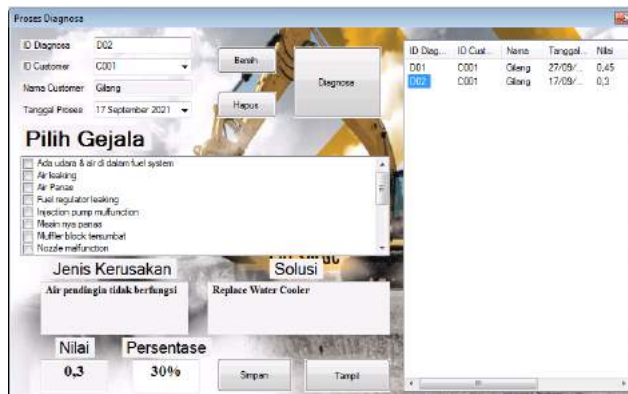 Proses Diagnosa
ID Diagnosa D02
ID Customer C001
Nama Customer Gilang
Tanggal Proses 17 September 2021
Bersih
Hapus
Diagnosa
Pilih Gejala
Ada udara & air di dalam fuel system
Air leaking
Air Panas
Fuel regulator leaking
Injection pump mulfunction
Mesin nya panas
Muffler block tersumbat
Nozzle malfunction
Jenis Kerusakan
Air pendingin tidak berfungsi
Solusi
Replace Water Cooler
Nilai
0,3
Persentase
30%
Simpan
Tampil
ID Diag... ID Cust... Nama Tanggal... Nilai
D01 C001 Gilang 27/09/... 0,45
D02 C001 Gilang 17/09/... 0,3